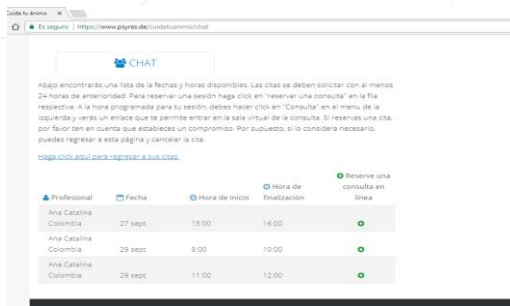 Cuida tu Animo
Es seguro | https://www.psyres.de/cuidatuanimo/chat
CHAT
Abajo encontrarás una lista de la fechas y horas disponibles. Las citas se deben solicitar con al menos
24 horas de anterioridad. Para reservar una sesión haga click en "reservar una consulta" en la fila
respectiva. A la hora programada para tu sesión, debes hacer click en "Consulta" en el menu de la
izquierda y verás un enlace que te permite entrar en la sala virtual de la consulta. Si reservas una cita,
por favor ten en cuenta que estableces un compromiso. Por supuesto, si lo considera necesario,
puedes regresar a esta página y cancelar la cita.
Haga click aquí para regresar a sus citas.
Profesional Fecha Hora de inicio Hora de finalización Reserve una consulta en línea
Ana Catalina
Colombia 27 sept 15:00 16:00
Ana Catalina
Colombia 29 sept 9:00 10:00
Ana Catalina
Colombia 29 sept 11:00 12:00